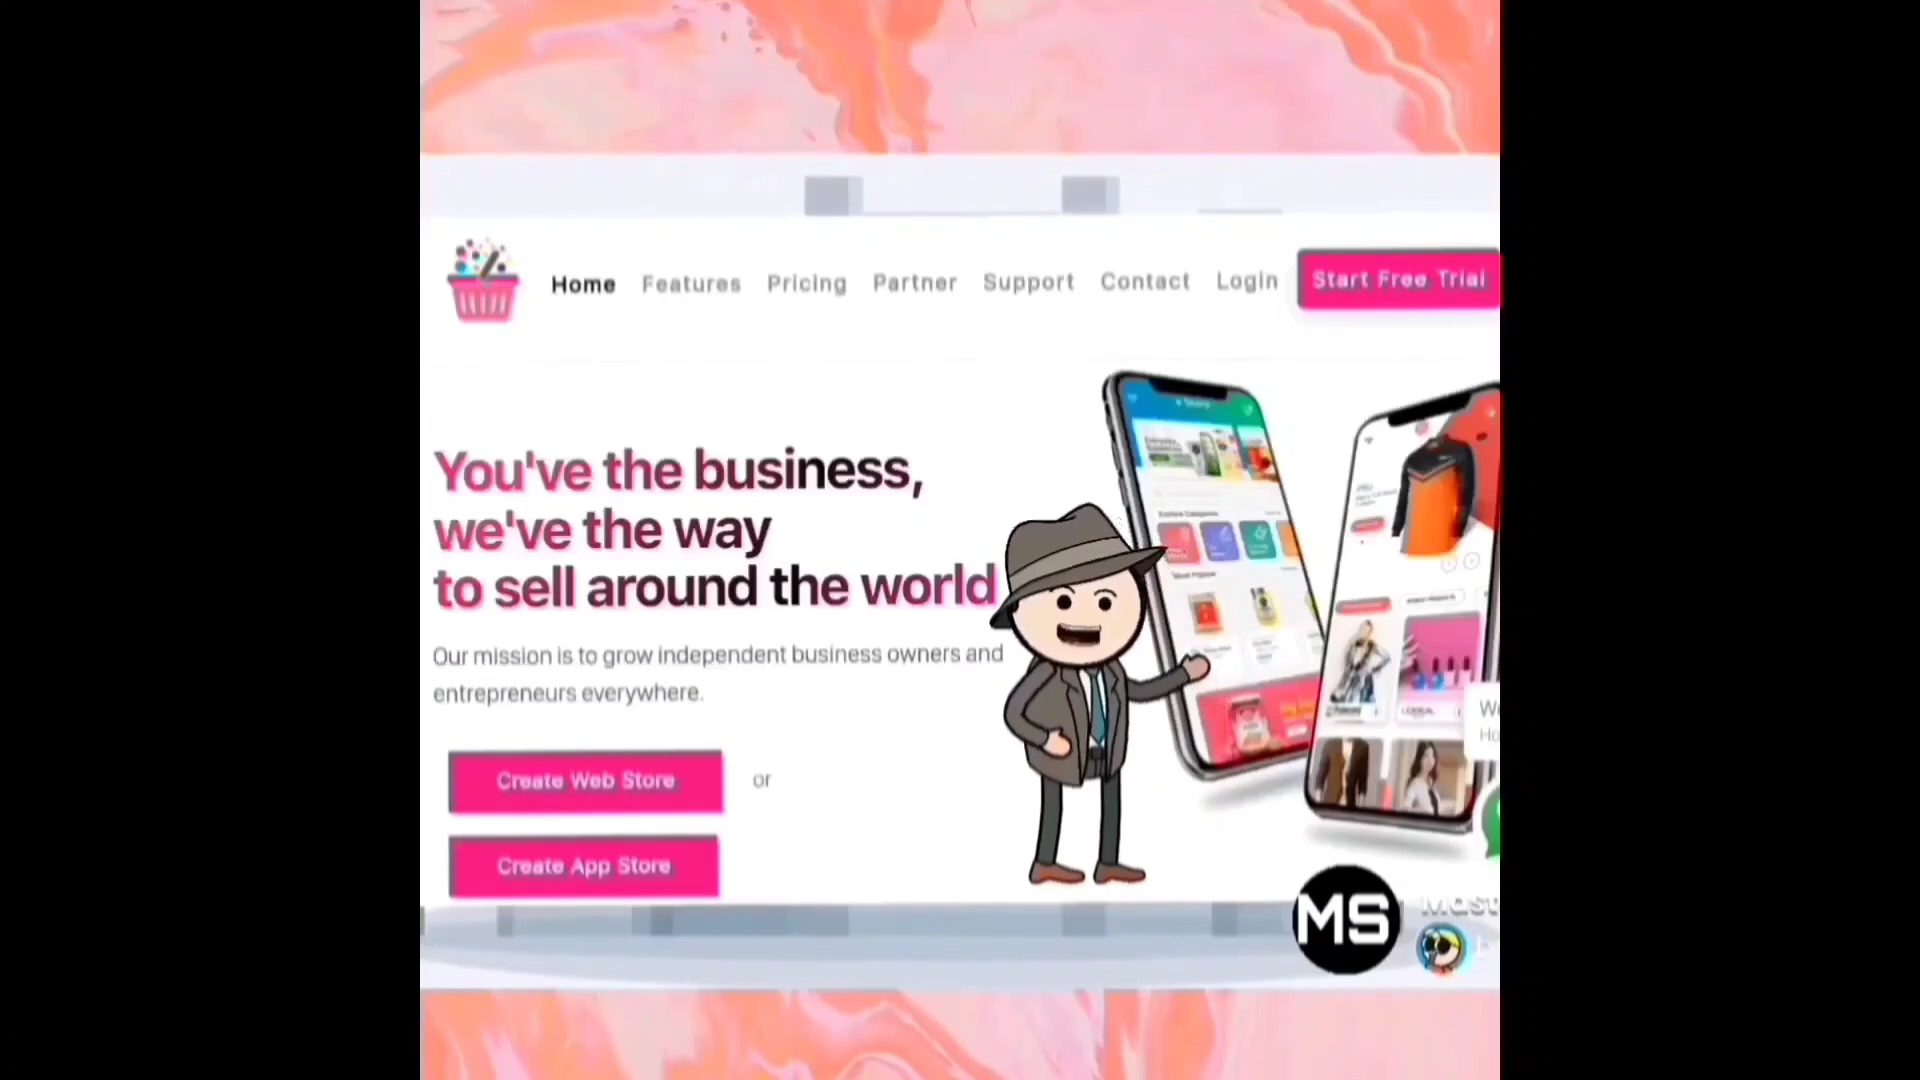 Home Features Pricing Partner Support Contact Login Start Free Trial
You've the business,
we've the way
to sell around the world
Our mission is to grow independent business owners and
entrepreneurs everywhere.
Create Web Store or
Create App Store
MS